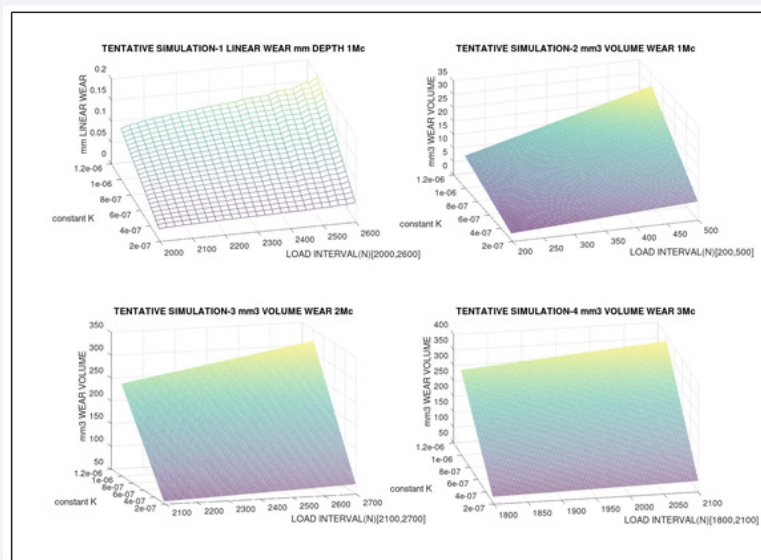 TENTATIVE SIMULATION-1 LINEAR WEAR mm DEPTH 1Mc
mm LINEAR WEAR
0.2
0.15
0.1
0.05
0
1.2e-06
1e-06
8e-07
6e-07
4e-07
2e-07
constant K
2000
2100
2200
2300
2400
2500
2600
LOAD INTERVAL(N)[2000,2600]
TENTATIVE SIMULATION-2 mm3 VOLUME WEAR 1Mc
mm3 WEAR VOLUME
35
30
25
20
15
10
5
0
1.2e-06
1e-06
8e-07
6e-07
4e-07
2e-07
constant K
200
250
300
350
400
450
500
LOAD INTERVAL(N)[200,500]
TENTATIVE SIMULATION-3 mm3 VOLUME WEAR 2Mc
mm3 WEAR VOLUME
350
300
250
200
150
100
50
1.2e-06
1e-06
8e-07
6e-07
4e-07
2e-07
constant K
2100
2200
2300
2400
2500
2600
2700
LOAD INTERVAL(N)[2100,2700]
TENTATIVE SIMULATION-4 mm3 VOLUME WEAR 3Mc
mm3 WEAR VOLUME
400
350
300
250
200
150
100
50
1.2e-06
1e-06
8e-07
6e-07
4e-07
2e-07
constant K
1800
1850
1900
1950
2000
2050
2100
LOAD INTERVAL(N)[1800,2100]